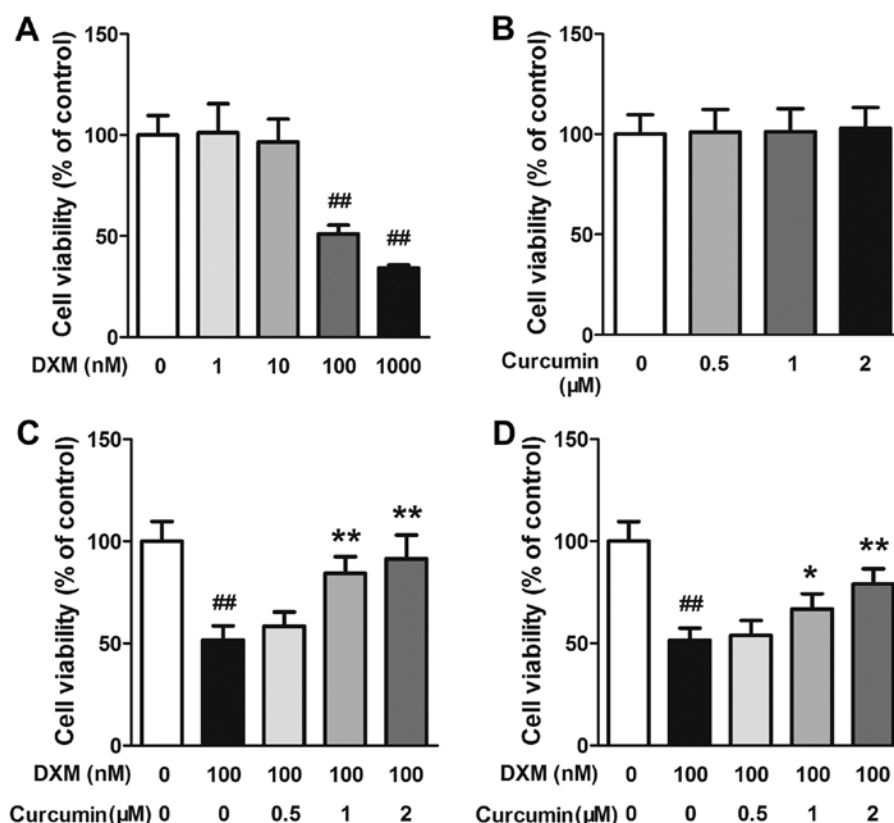 A
Cell viability (% of control)
150
100
50
0
## ##
DXM (nM) 0 1 10 100 1000
B
Cell viability (% of control)
150
100
50
0
Curcumin 0 0.5 1 2
(µM)
C
Cell viability (% of control)
150
100
50
0
## ** **
DXM (nM) 0 100 100 100 100
Curcumin(µM) 0 0 0.5 1 2
D
Cell viability (% of control)
150
100
50
0
## * **
DXM (nM) 0 100 100 100 100
Curcumin(µM) 0 0 0.5 1 2